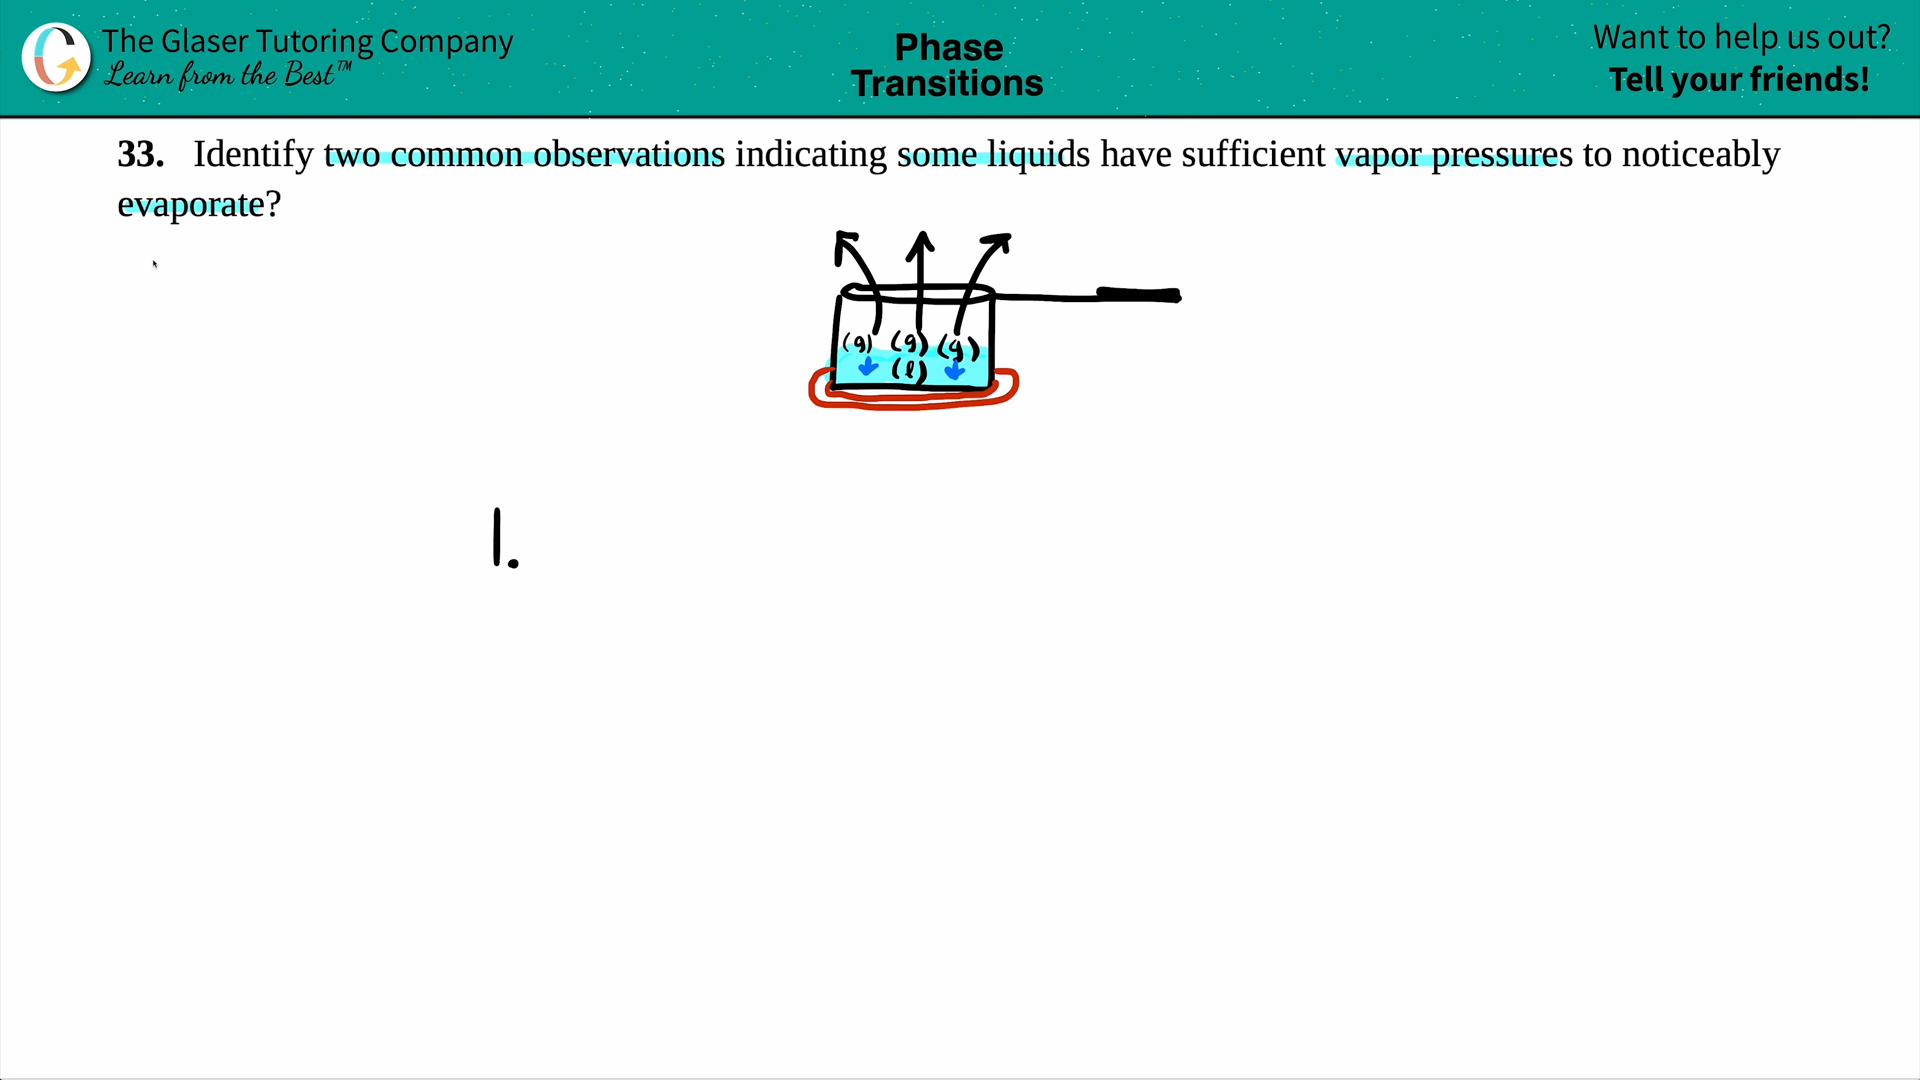 The Glaser Tutoring Company
Learn from the Best™
Phase
Transitions
Want to help us out?
Tell your friends!
33. Identify two common observations indicating some liquids have sufficient vapor pressures to noticeably
evaporate?
(g) (g) (g)
(l)
1.